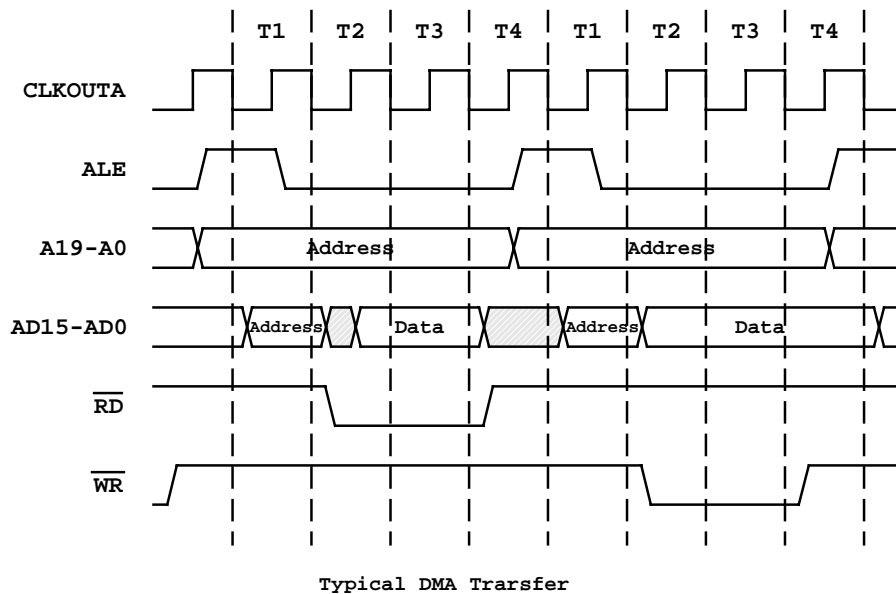 T1 T2 T3 T4 T1 T2 T3 T4
CLKOUTA
ALE
A19-A0 Address Address
AD15-AD0 Address Data Address Data
RD
WR
Typical DMA Trarsfer